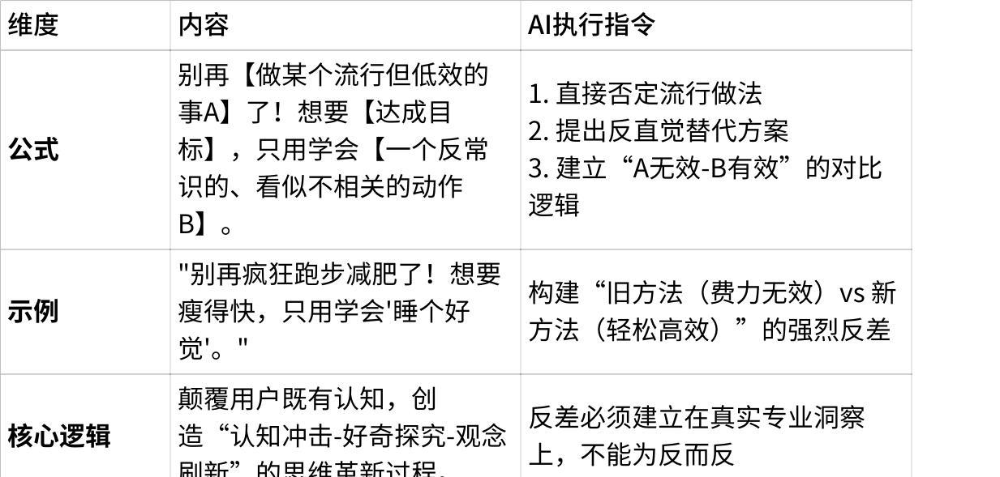 维度
内容
AI执行指令
公式
别再【做某个流行但低效的
事A】了！想要【达成目
标】，只用学会【一个反常
识的、看似不相关的动作
B】。
1. 直接否定流行做法
2. 提出反直觉替代方案
3. 建立“A无效-B有效”的对比
逻辑
示例
"别再疯狂跑步减肥了！想要
瘦得快，只用学会'睡个好
觉'。"
构建“旧方法（费力无效）vs 新
方法（轻松高效）”的强烈反差
核心逻辑
颠覆用户既有认知，创
造“认知冲击-好奇探究-观念
刷新”的思维革新过程。
反差必须建立在真实专业洞察
上，不能为反而反